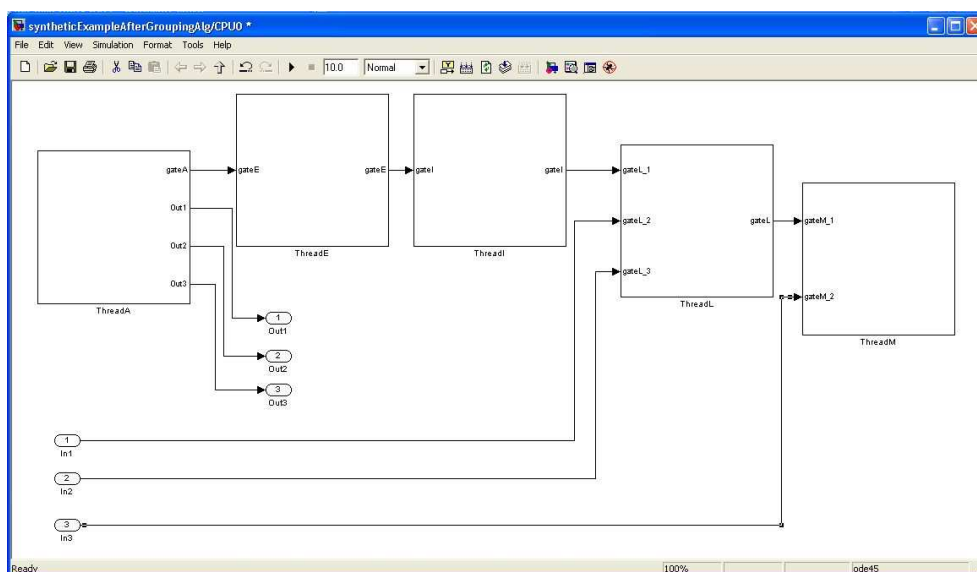 syntheticExampleAfterGroupingAlg/CPU0 *
File Edit View Simulation Format Tools Help
10.0 Normal
gateA
Out1
Out2
Out3
ThreadA
gateE gateE
ThreadE
gateI gateI
ThreadI
gateL_1
gateL_2 gateL
gateL_3
ThreadL
gateM_1
gateM_2
ThreadM
1
Out1
2
Out2
3
Out3
1
In1
2
In2
3
In3
Ready 100% ode45